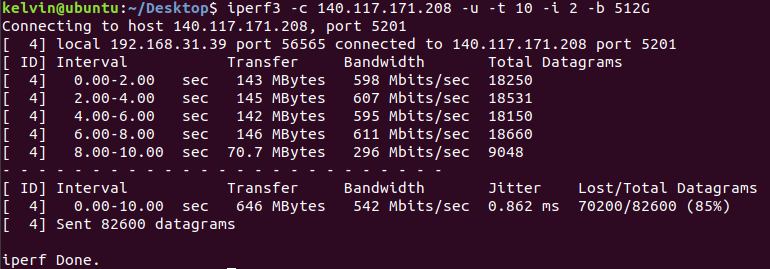 kelvin@ubuntu:~/Desktop$ iperf3 -c 140.117.171.208 -u -t 10 -i 2 -b 512G
Connecting to host 140.117.171.208, port 5201
[  4] local 192.168.31.39 port 56565 connected to 140.117.171.208 port 5201
[ ID] Interval           Transfer     Bandwidth       Total Datagrams
[  4]   0.00-2.00   sec   143 MBytes   598 Mbits/sec  18250
[  4]   2.00-4.00   sec   145 MBytes   607 Mbits/sec  18531
[  4]   4.00-6.00   sec   142 MBytes   595 Mbits/sec  18150
[  4]   6.00-8.00   sec   146 MBytes   611 Mbits/sec  18660
[  4]   8.00-10.00  sec  70.7 MBytes   296 Mbits/sec  9048
- - - - - - - - - - - - - - - - - - - - - - - - -
[ ID] Interval           Transfer     Bandwidth       Jitter    Lost/Total Datagrams
[  4]   0.00-10.00  sec   646 MBytes   542 Mbits/sec  0.862 ms  70200/82600 (85%)
[  4] Sent 82600 datagrams
iperf Done.